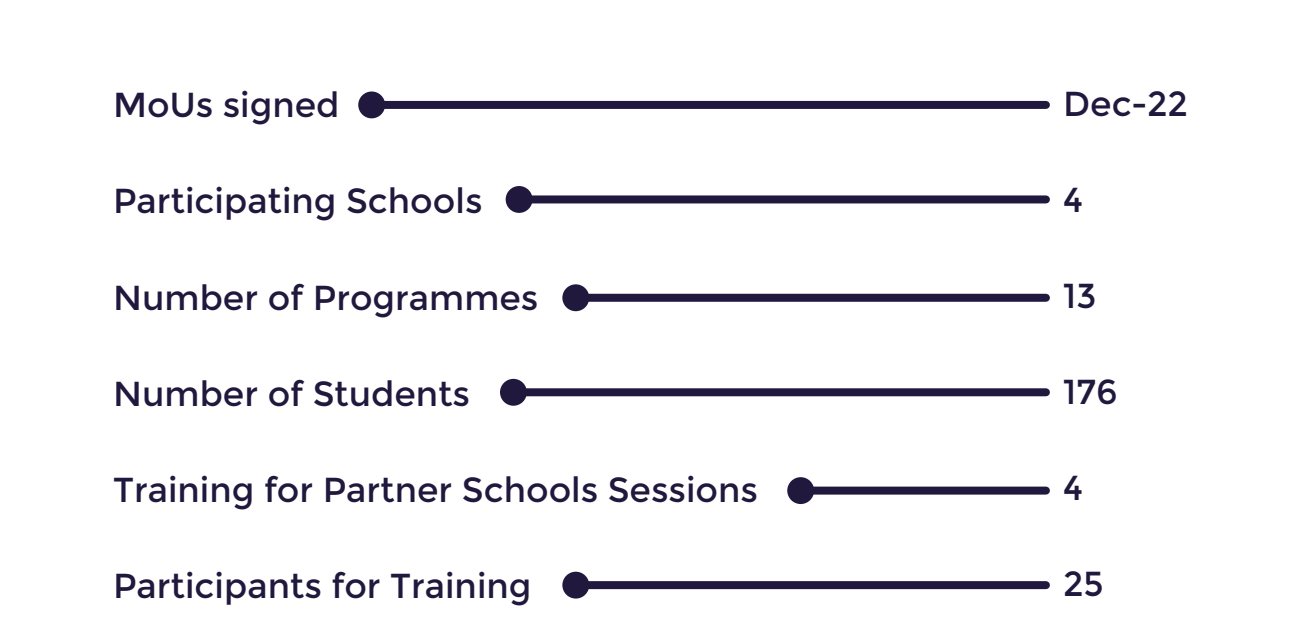 MoUs signed Dec-22
Participating Schools 4
Number of Programmes 13
Number of Students 176
Training for Partner Schools Sessions 4
Participants for Training 25